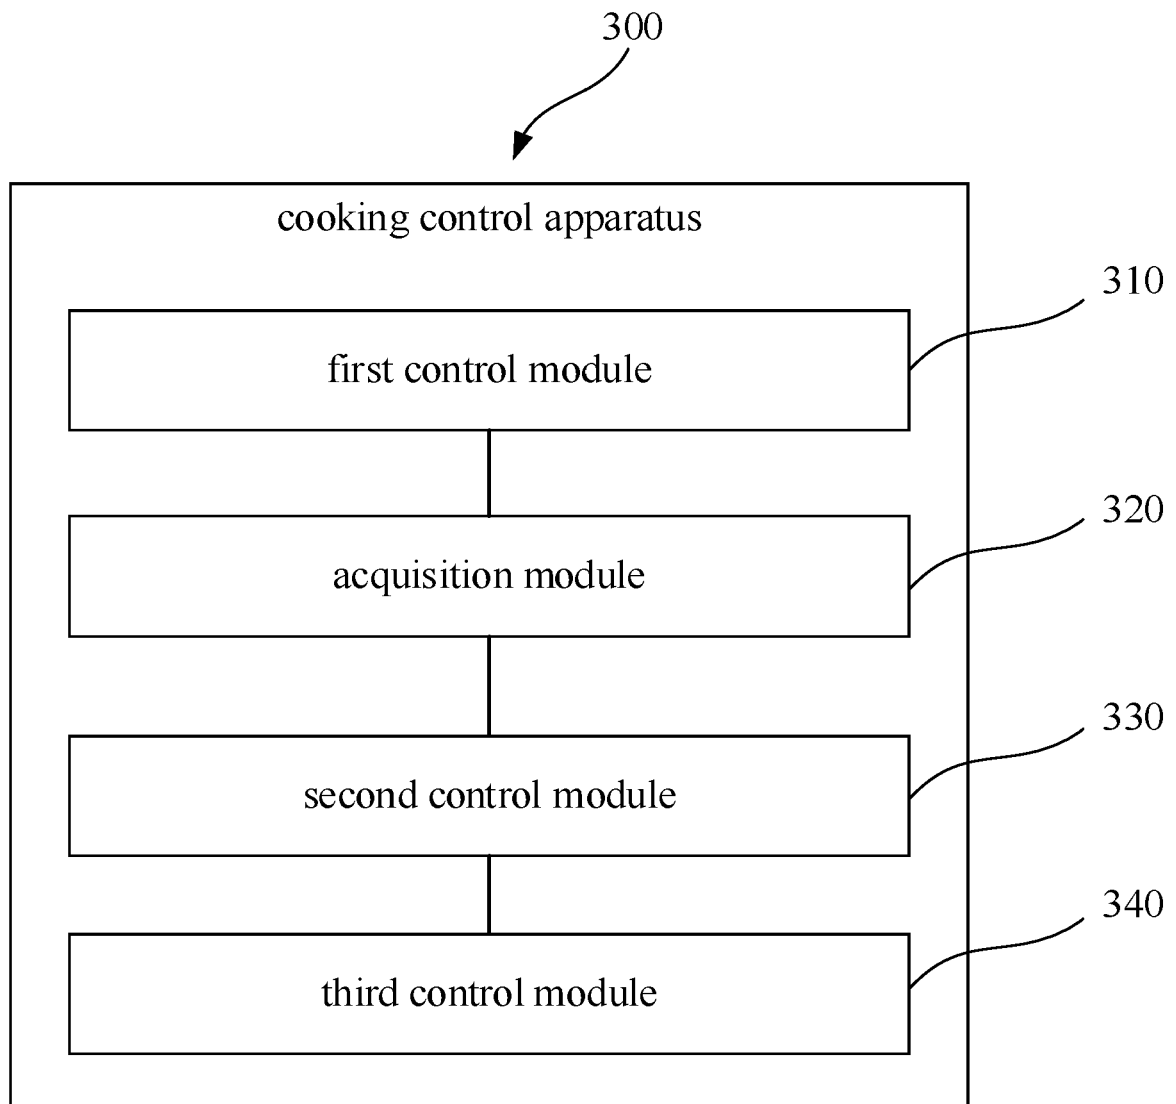 300
cooking control apparatus
310
first control module
320
acquisition module
330
second control module
340
third control module